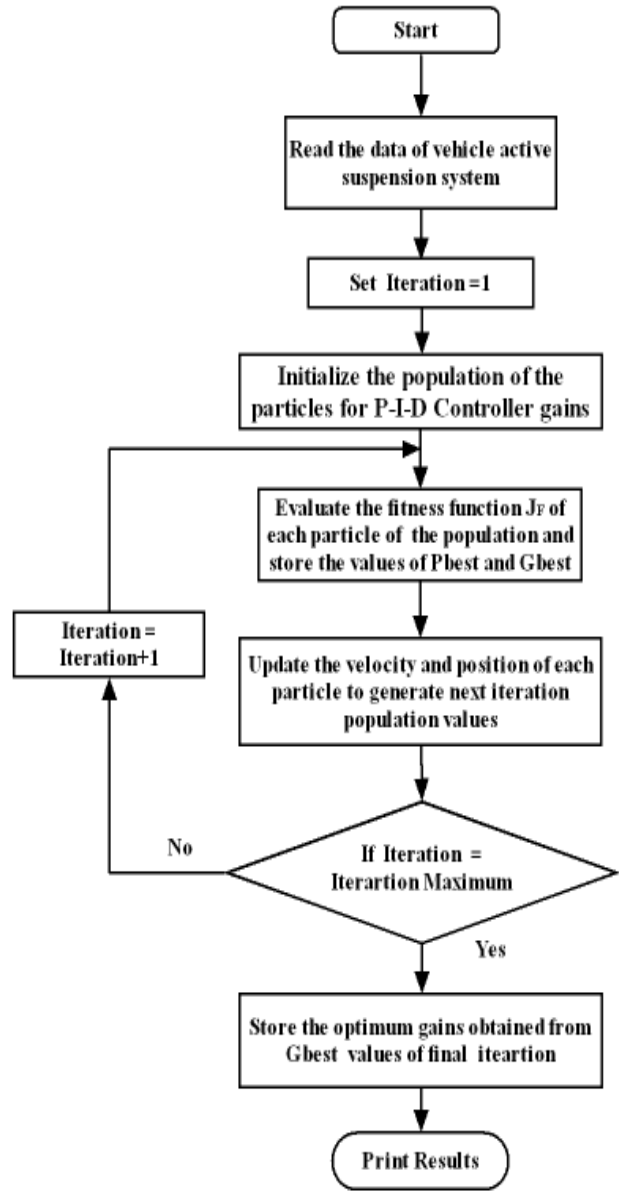 Start
Read the data of vehicle active
suspension system
Set Iteration =1
Initialize the population of the
particles for P-I-D Controller gains
Evaluate the fitness function JF of
each particle of the population and
store the values of Pbest and Gbest
Iteration =
Iteration+1
Update the velocity and position of each
particle to generate next iteration
population values
No
If Iteration =
Iterartion Maximum
Yes
Store the optimum gains obtained from
Gbest values of final iteartion
Print Results